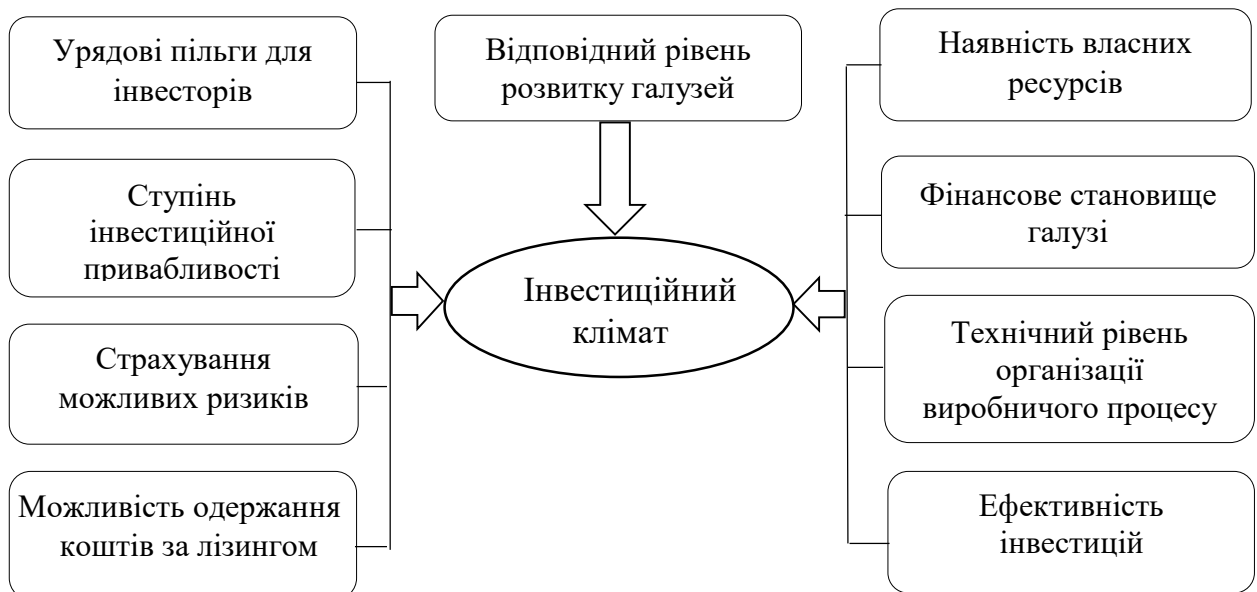 Урядові пільги для
інвесторів
Ступінь
інвестиційної
привабливості
Страхування
можливих ризиків
Можливість одержання
коштів за лізингом
Відповідний рівень
розвитку галузей
Інвестиційний
клімат
Наявність власних
ресурсів
Фінансове становище
галузі
Технічний рівень
організації
виробничого процесу
Ефективність
інвестицій